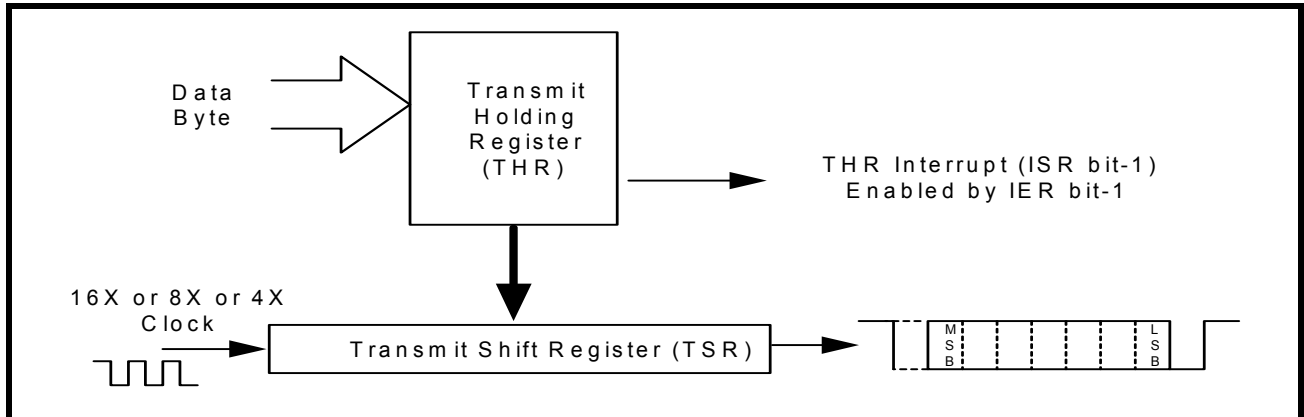 Data
Byte
Transmit
Holding
Register
(THR)
THR Interrupt (ISR bit-1)
Enabled by IER bit-1
16X or 8X or 4X
Clock
Transmit Shift Register (TSR)
M
S
B
L
S
B